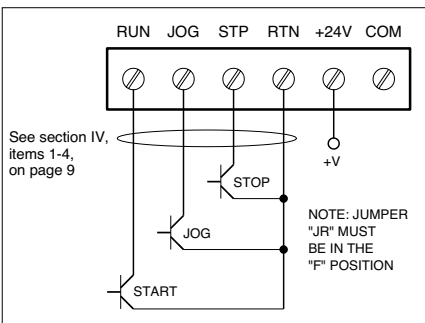 RUN JOG STP RTN +24V COM
See section IV,
items 1-4,
on page 9
+V
STOP
NOTE: JUMPER
"JR" MUST
BE IN THE
"F" POSITION
JOG
START